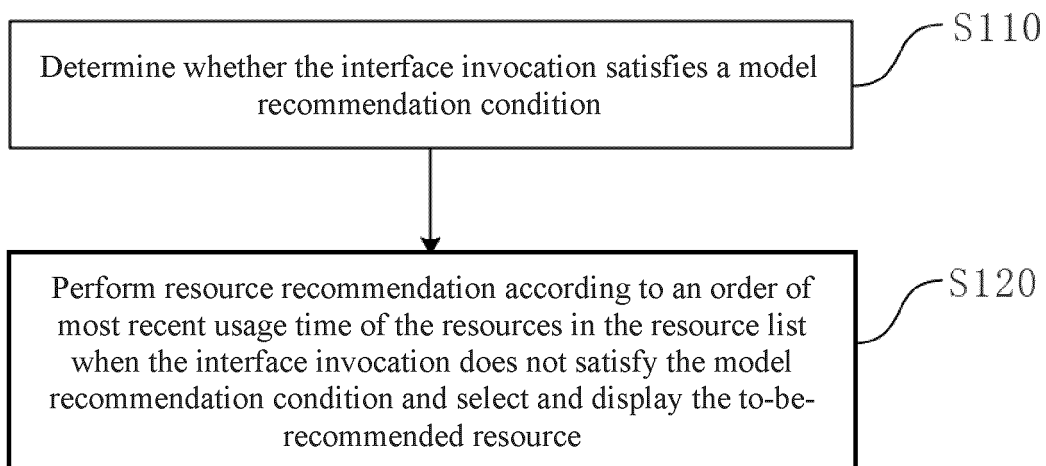 S110
Determine whether the interface invocation satisfies a model
recommendation condition
S120
Perform resource recommendation according to an order of
most recent usage time of the resources in the resource list
when the interface invocation does not satisfy the model
recommendation condition and select and display the to-be-
recommended resource